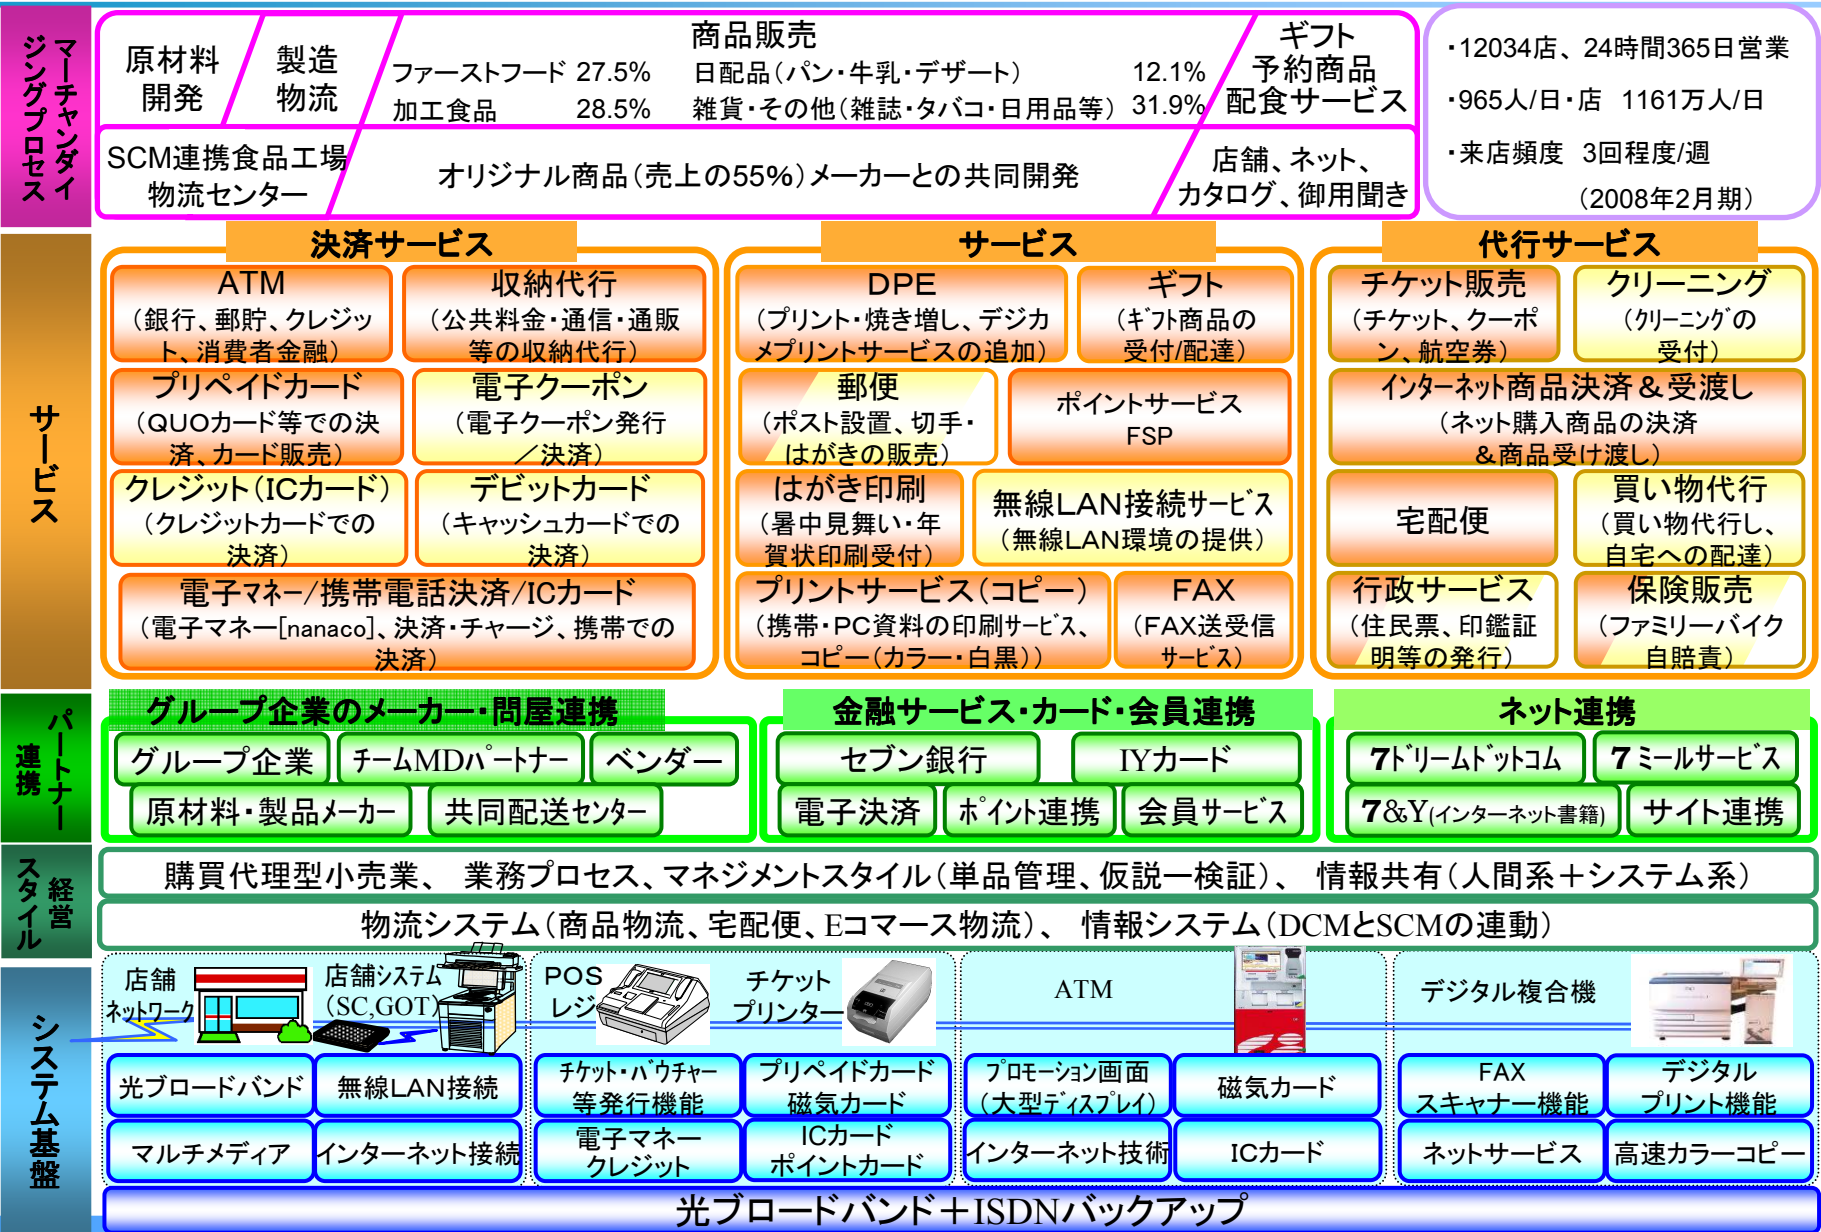 マーチャンダイ
ジングプロセス
原材料
開発
製造
物流
商品販売
ファーストフード 27.5%
日配品(パン・牛乳・デザート) 12.1%
加工食品 28.5%
雑貨・その他(雑誌・タバコ・日用品等) 31.9%
ギフト
予約商品
配食サービス
SCM連携食品工場
物流センター
オリジナル商品(売上の55%)メーカーとの共同開発
店舗、ネット、
カタログ、御用聞き
・12034店、24時間365日営業
・965人/日・店 1161万人/日
・来店頻度 3回程度/週
(2008年2月期)
サービス
決済サービス
ATM
(銀行、郵貯、クレジッ
ト、消費者金融)
収納代行
(公共料金・通信・通販
等の収納代行)
プリペイドカード
(QUOカード等での決
済、カード販売)
電子クーポン
(電子クーポン発行
/決済)
クレジット(ICカード)
(クレジットカードでの
決済)
デビットカード
(キャッシュカードでの
決済)
電子マネー/携帯電話決済/ICカード
(電子マネー[nanaco]、決済・チャージ、携帯での
決済)
サービス
DPE
(プリント・焼き増し、デジカ
メプリントサービスの追加)
ギフト
(ギフト商品の
受付/配達)
郵便
(ポスト設置、切手・
はがきの販売)
ポイントサービス
FSP
はがき印刷
(暑中見舞い・年
賀状印刷受付)
無線LAN接続サービス
(無線LAN環境の提供)
プリントサービス(コピー)
(携帯・PC資料の印刷サービス、
コピー(カラー・白黒))
FAX
(FAX送受信
サービス)
代行サービス
チケット販売
(チケット、クーポ
ン、航空券)
クリーニング
(クリーニングの
受付)
インターネット商品決済&受渡し
(ネット購入商品の決済
&商品受け渡し)
宅配便
買い物代行
(買い物代行し、
自宅への配達)
行政サービス
(住民票、印鑑証
明等の発行)
保険販売
(ファミリーバイク
自賠責)
パートナー
連携
グループ企業のメーカー・問屋連携
グループ企業
チームMDパートナー
ベンダー
原材料・製品メーカー
共同配送センター
金融サービス・カード・会員連携
セブン銀行
IYカード
電子決済
ポイント連携
会員サービス
ネット連携
7ドリームドットコム
7ミールサービス
7&Y(インターネット書籍)
サイト連携
経営
スタイル
購買代理型小売業、 業務プロセス、マネジメントスタイル(単品管理、仮説ー検証)、 情報共有(人間系+システム系)
物流システム(商品物流、宅配便、Eコマース物流)、 情報システム(DCMとSCMの連動)
システム基盤
店舗
ネットワーク
店舗システム
(SC,GOT)
POS
レジ
チケット
プリンター
ATM
デジタル複合機
光ブロードバンド
無線LAN接続
チケット・バウチャー
等発行機能
プリペイドカード
磁気カード
プロモーション画面
(大型ディスプレイ)
磁気カード
FAX
スキャナー機能
デジタル
プリント機能
マルチメディア
インターネット接続
電子マネー
クレジット
ICカード
ポイントカード
インターネット技術
ICカード
ネットサービス
高速カラーコピー
光ブロードバンド+ISDNバックアップ